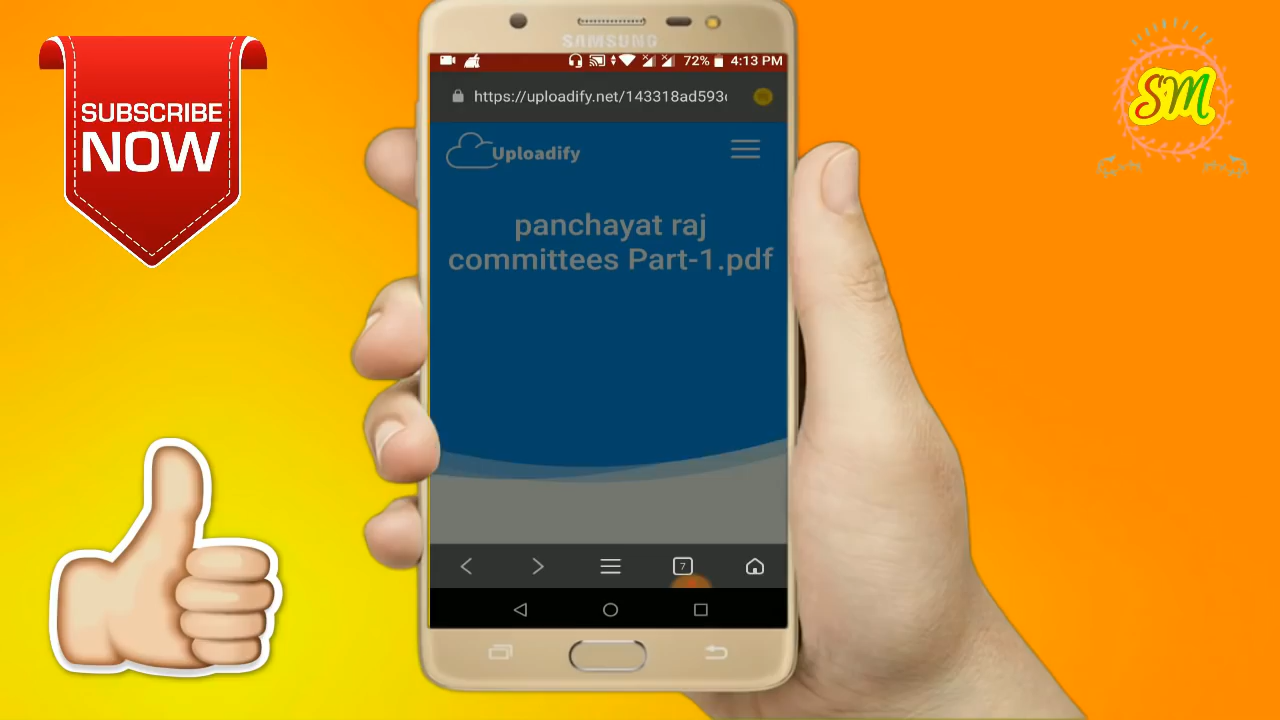 SUBSCRIBE
NOW
SAMSUNG
72% 4:13 PM
https://uploadify.net/143318ad593
Uploadify
panchayat raj
committees Part-1.pdf
7
SM